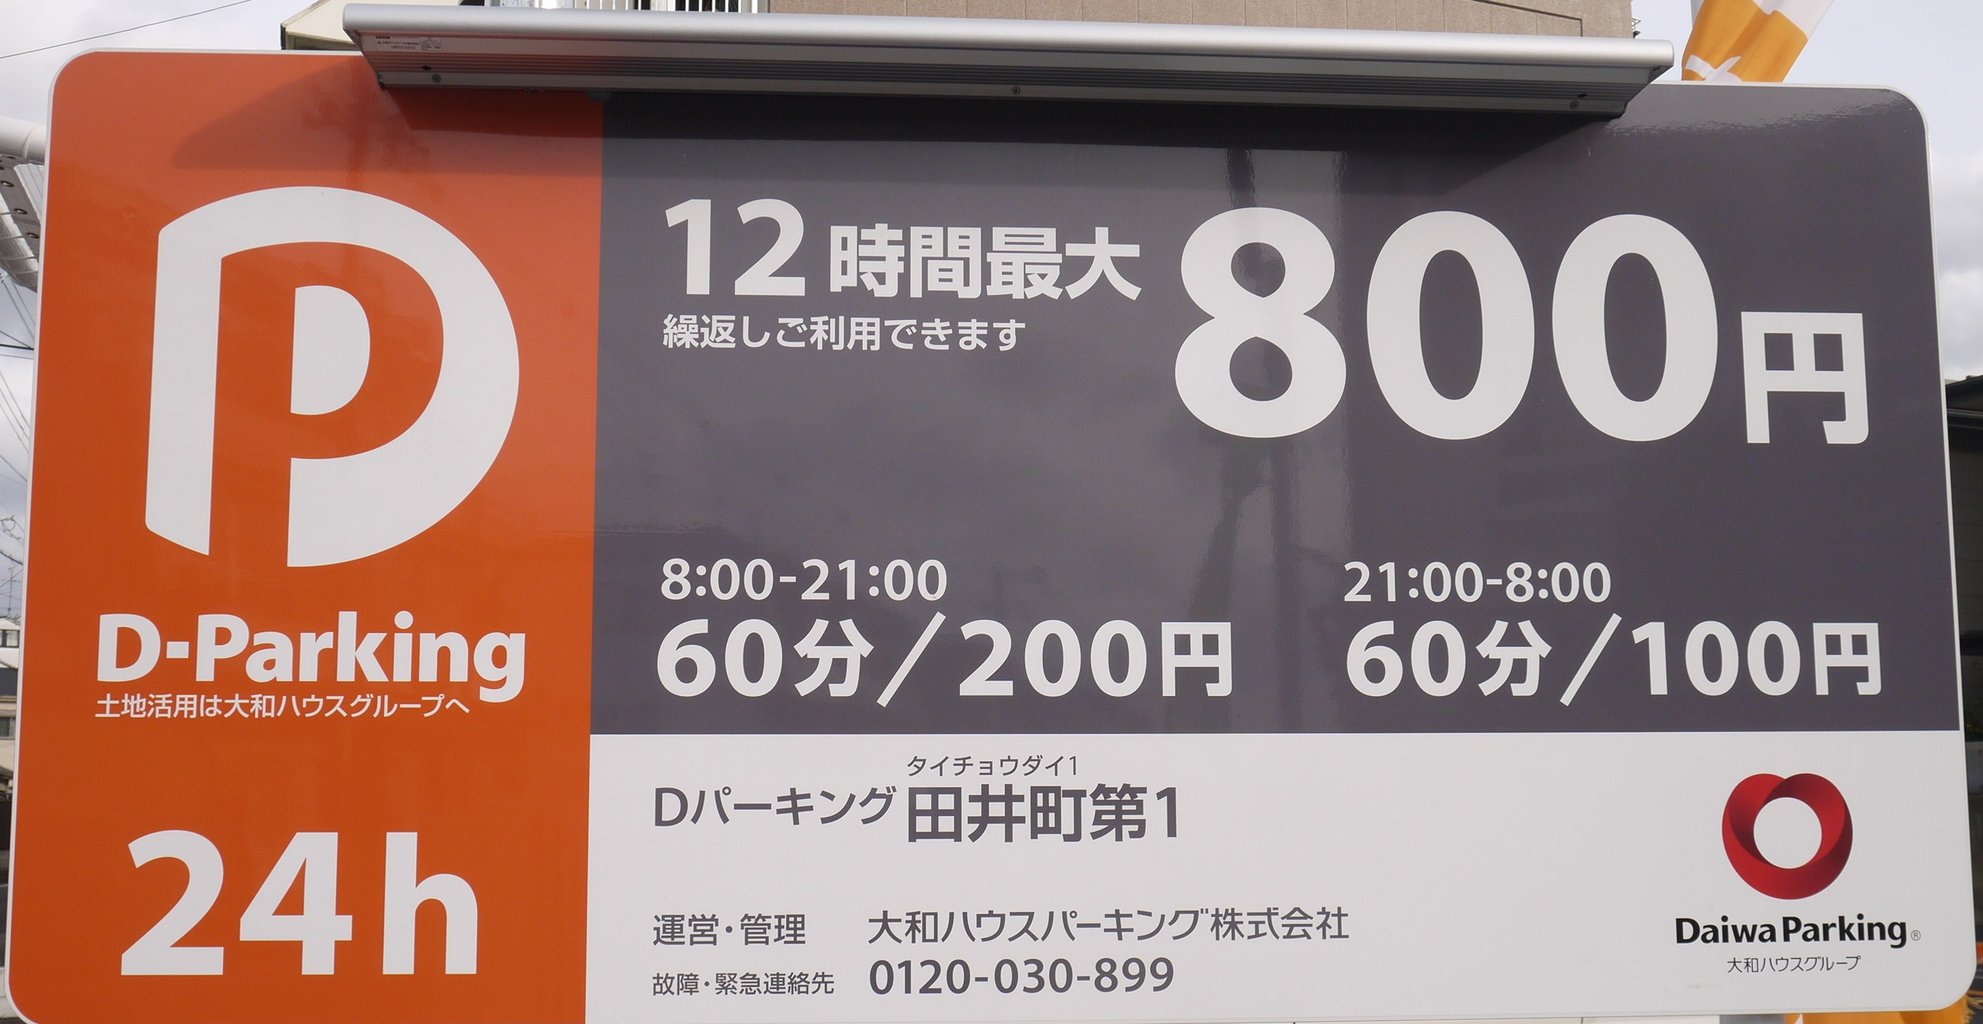 D-Parking
土地活用は大和ハウスグループへ
24h
12時間最大
800円
繰返しご利用できます
8:00-21:00
60分/200円
21:00-8:00
60分/100円
タイチョウダイ1
Dパーキング 田井町第1
運営・管理 大和ハウスパーキング株式会社
故障・緊急連絡先 0120-030-899
Daiwa Parking®
大和ハウスグループ